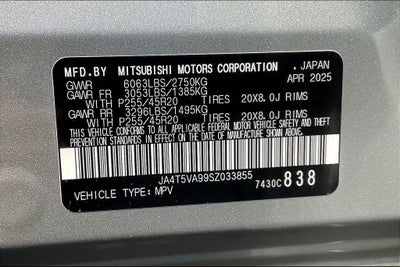 MFD.BY MITSUBISHI MOTORS CORPORATION, JAPAN
GVWR 6063LBS/2750KG APR 2025
GAWR FR 3053LBS/1385KG
WITH P255/45R20 TIRES 20X8.0J RIMS
GAWR RR 3296LBS/1495KG
WITH P255/45R20 TIRES 20X8.0J RIMS
THIS VEHICLE CONFORMS TO ALL APPLICABLE
FEDERAL MOTOR VEHICLE SAFETY AND
THEFT PREVENTION STANDARDS IN EFFECT
ON THE DATE OF MANUFACTURE SHOWN ABOVE.
JA4T5VA99SZ033855
VEHICLE TYPE: MPV 7430C 838